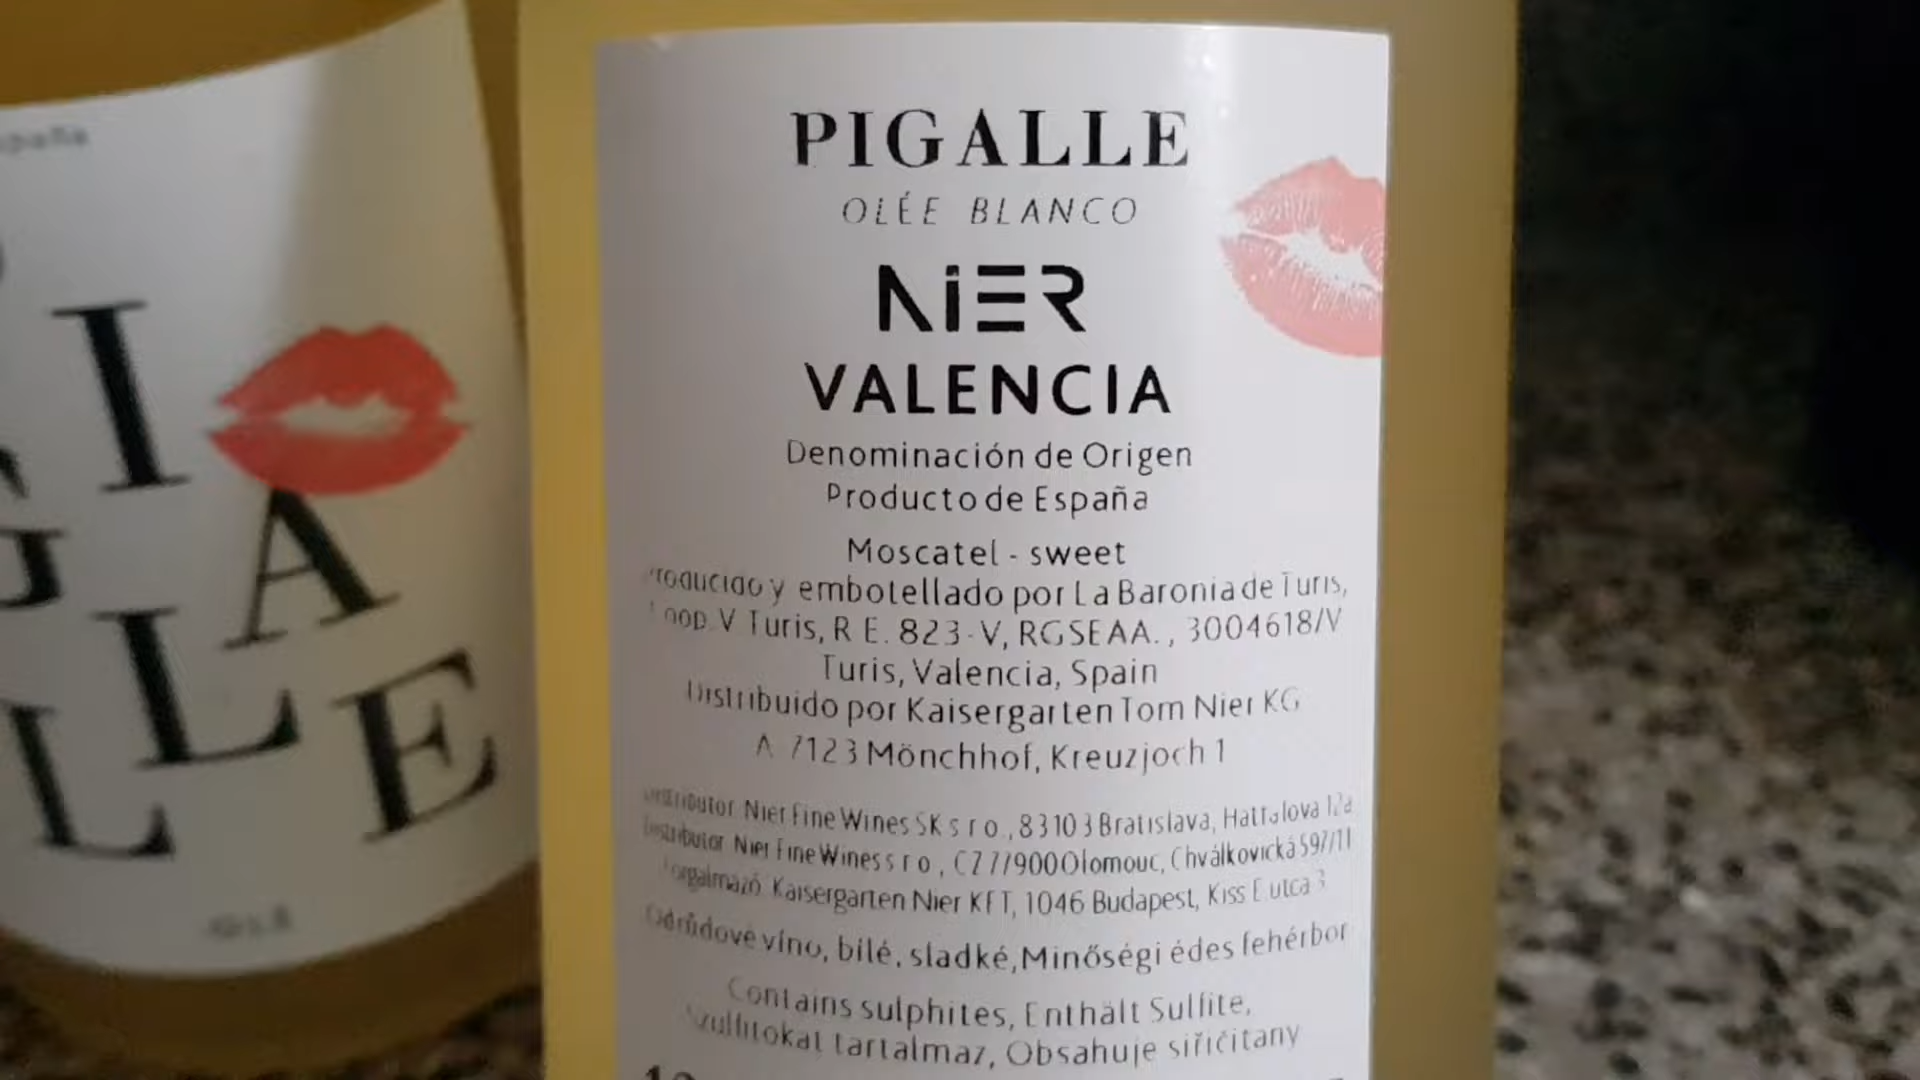 PIGALLE
OLÉE BLANCO
NiER
VALENCIA
Denominación de Origen
Producto de España
Moscatel - sweet
Producido y embotellado por La Baronia de Turis,
Coop. V Turis, R.E. 823-V, RGSEAA., 3004618/V
Turis, Valencia, Spain
Distribuido por Kaisergarten Tom Nier KG
A 7123 Mönchhof, Kreuzjoch 1
Distributor Nier Fine Wines SK s r o., 83103 Bratislava, Hattalova 12a
Distributor Nier Fine Wines s r o, CZ 77900 Olomouc, Chválkovická 597/11
Forgalmazó: Kaisergarten Nier KFT, 1046 Budapest, Kiss E utca 3
Odrůdové víno, bílé, sladké, Minőségi édes fehérbor
Contains sulphites, Enthält Sulfite,
Szulfitokat tartalmaz, Obsahuje siřičitany
I
G
A
L
L
E